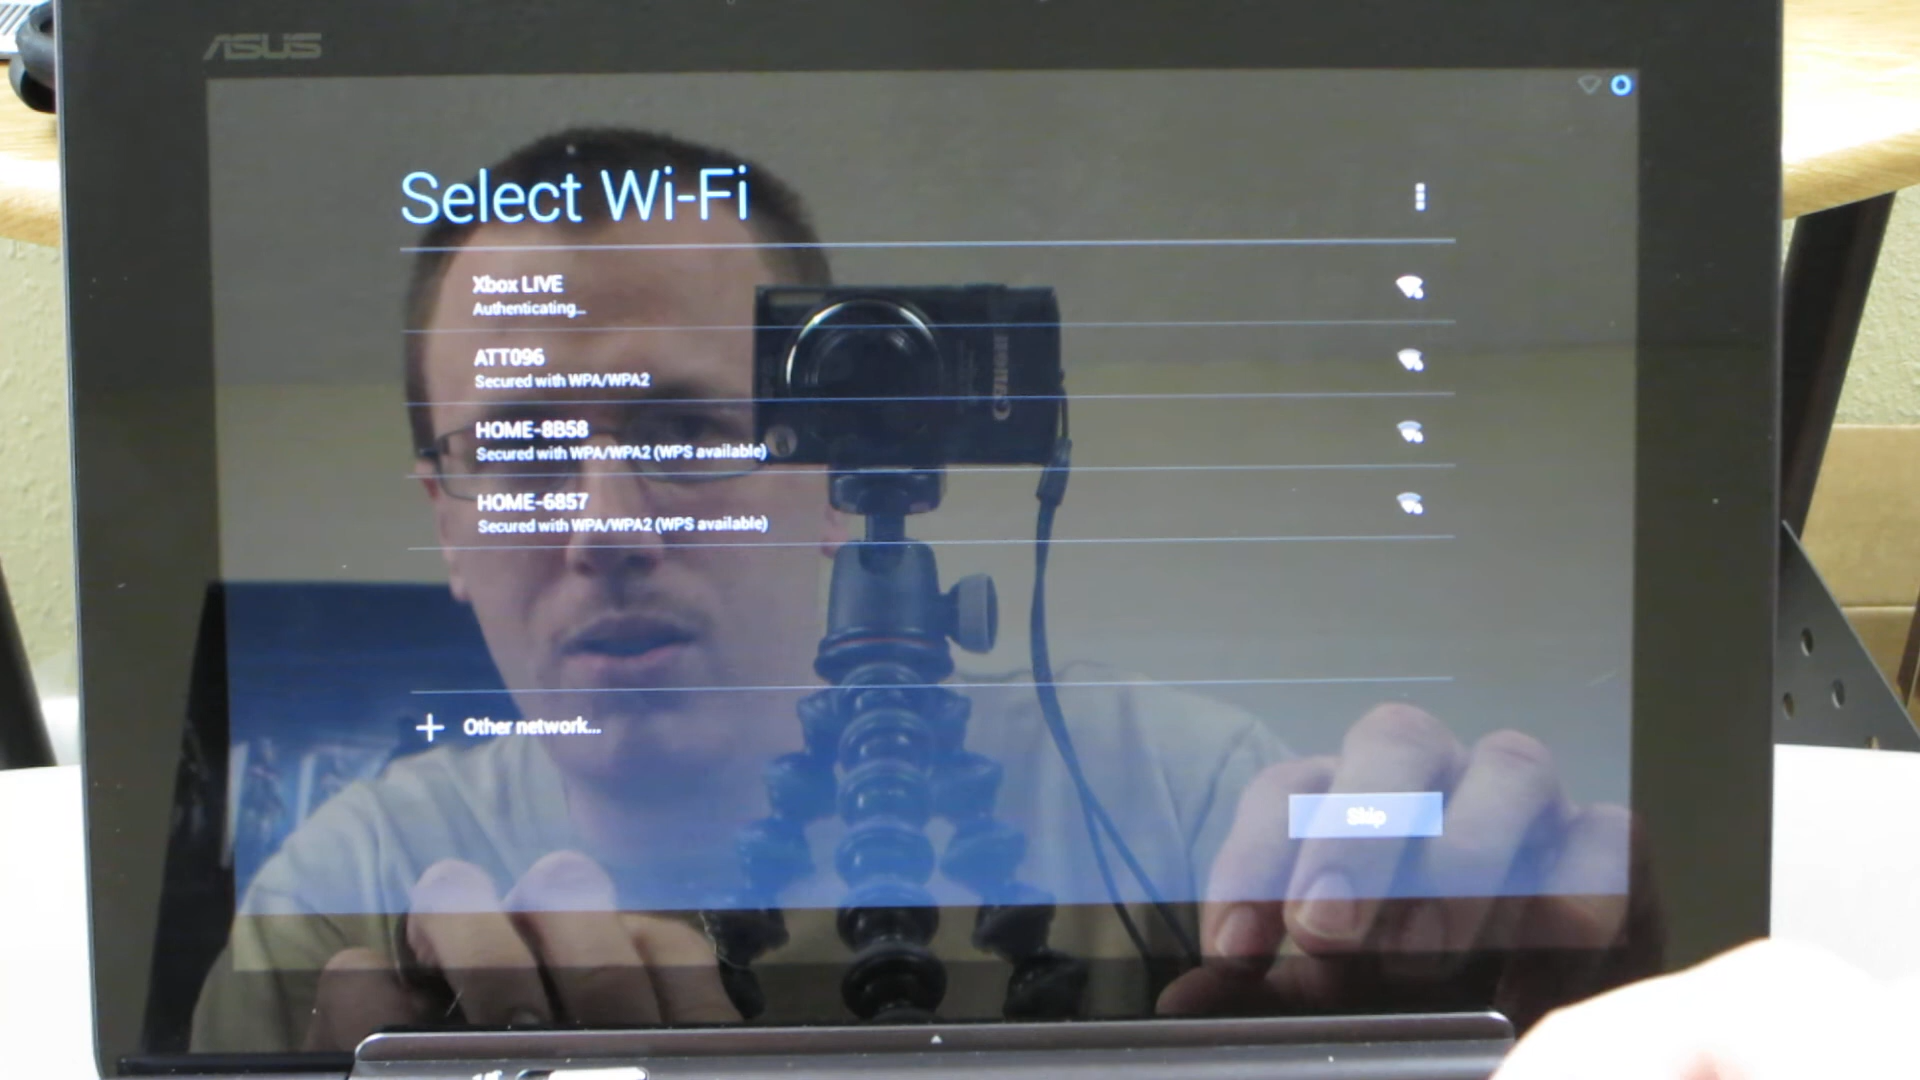 ASUS
Select Wi-Fi
Xbox LIVE
Authenticating...
ATT096
Secured with WPA/WPA2
HOME-8B58
Secured with WPA/WPA2 (WPS available)
HOME-6857
Secured with WPA/WPA2 (WPS available)
Other network...
Skip
Canon